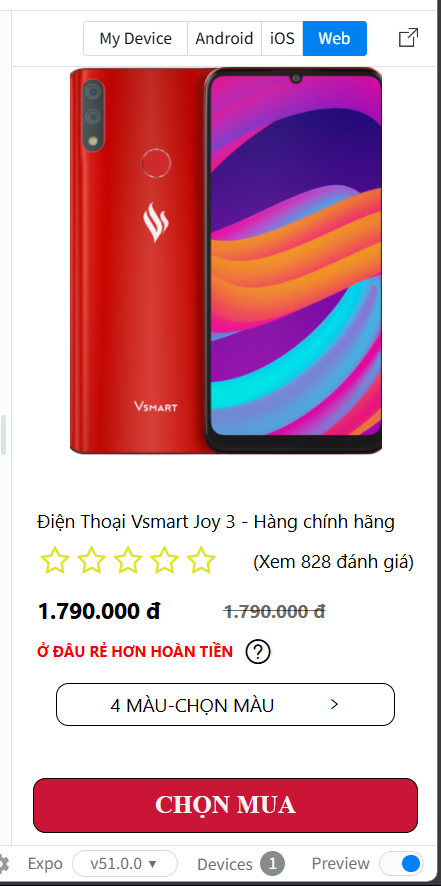 My Device Android iOS Web
VSMART
Điện Thoại Vsmart Joy 3 - Hàng chính hãng
(Xem 828 đánh giá)
1.790.000 đ 1.790.000 đ
Ở ĐÂU RẺ HƠN HOÀN TIỀN ?
4 MÀU-CHỌN MÀU >
CHỌN MUA
Expo v51.0.0 ▼ Devices 1 Preview